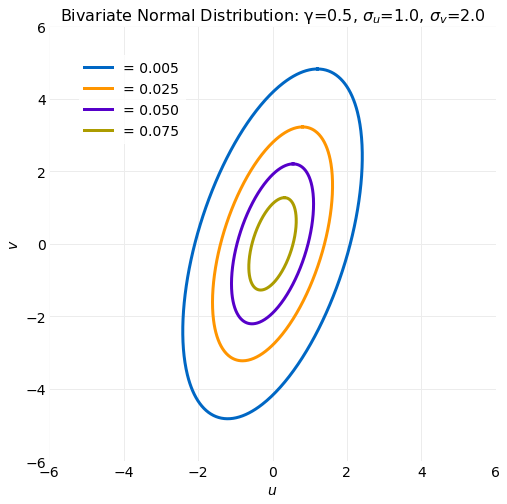 Bivariate Normal Distribution: γ=0.5, σ_u=1.0, σ_v=2.0
= 0.005
= 0.025
= 0.050
= 0.075
6
4
2
0
−2
−4
−6
v
−6 −4 −2 0 2 4 6
u